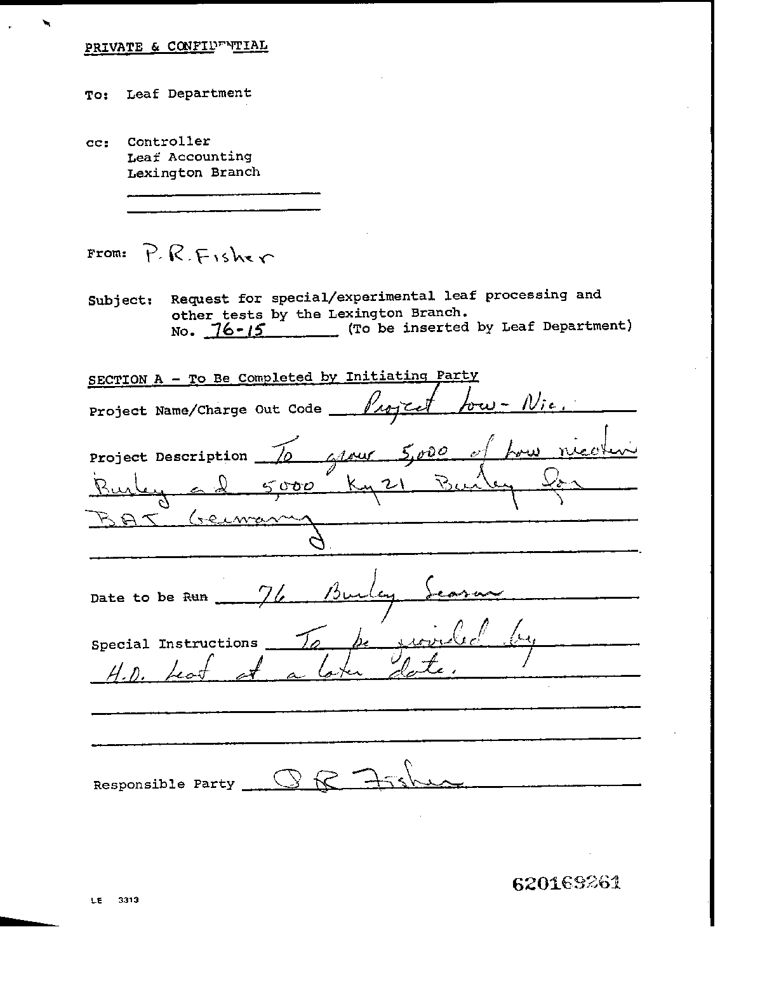 PRIVATE & CONFIDENTIAL
To: Leaf Department
cc: Controller
Leaf Accounting
Lexington Branch
From: P.R. Fisher
Subject: Request for special/experimental leaf processing and
other tests by the Lexington Branch.
No. 76-15 (To be inserted by Leaf Department)
SECTION A - To Be Completed by Initiating Party
Project Name/Charge Out Code Project Low-Nic.
Project Description To grow 5,000 of Low nicotine
Burley and 5000 Ky 21 Burley for
BAT Germany
Date to be Run 76 Burley Season
Special Instructions To be provided by
H.D. Leaf at a later date.
Responsible Party P R Fisher
620169261
LE 3313